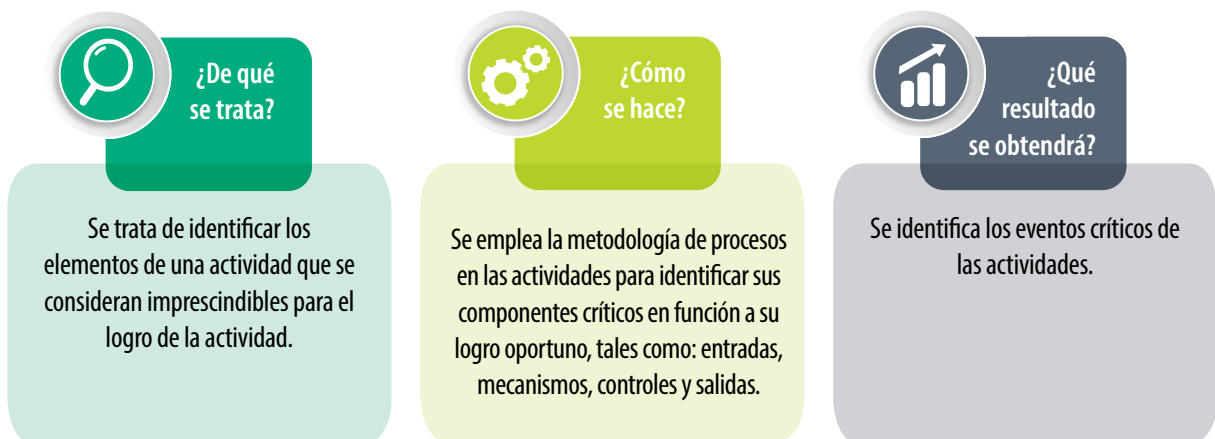 ¿De qué
se trata?
Se trata de identificar los
elementos de una actividad que se
consideran imprescindibles para el
logro de la actividad.
¿Cómo
se hace?
Se emplea la metodología de procesos
en las actividades para identificar sus
componentes críticos en función a su
logro oportuno, tales como: entradas,
mecanismos, controles y salidas.
¿Qué
resultado
se obtendrá?
Se identifica los eventos críticos de
las actividades.